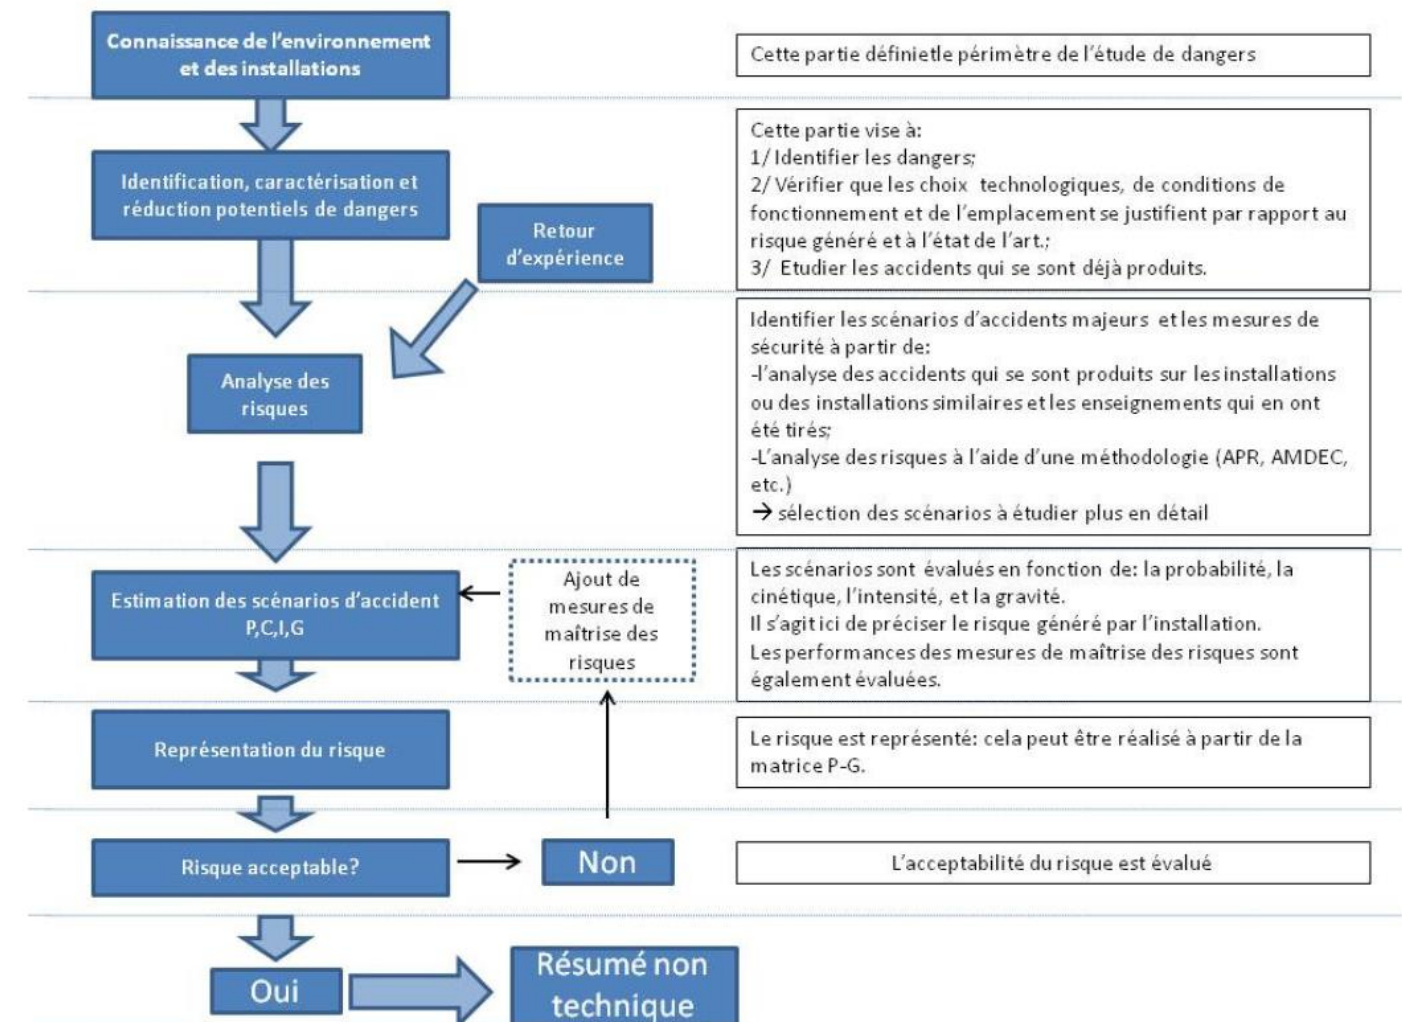 Connaissance de l'environnement
et des installations
Cette partie définietle périmètre de l'étude de dangers
Identification, caractérisation et
réduction potentiels de dangers
Retour
d'expérience
Cette partie vise à:
1/ Identifier les dangers;
2/ Vérifier que les choix technologiques, de conditions de
fonctionnement et de l'emplacement se justifient par rapport au
risque généré et à l'état de l'art.;
3/ Etudier les accidents qui se sont déjà produits.
Analyse des
risques
Identifier les scénarios d'accidents majeurs et les mesures de
sécurité à partir de:
-l'analyse des accidents qui se sont produits sur les installations
ou des installations similaires et les enseignements qui en ont
été tirés;
-L'analyse des risques à l'aide d'une méthodologie (APR, AMDEC,
etc.)
→ sélection des scénarios à étudier plus en détail
Estimation des scénarios d'accident
P,C,I,G
Ajout de
mesures de
maîtrise des
risques
Les scénarios sont évalués en fonction de: la probabilité, la
cinétique, l'intensité, et la gravité.
Il s'agit ici de préciser le risque généré par l'installation.
Les performances des mesures de maîtrise des risques sont
également évaluées.
Représentation du risque
Le risque est représenté: cela peut être réalisé à partir de la
matrice P-G.
Risque acceptable?
Non
L'acceptabilité du risque est évalué
Oui
Résumé non
technique